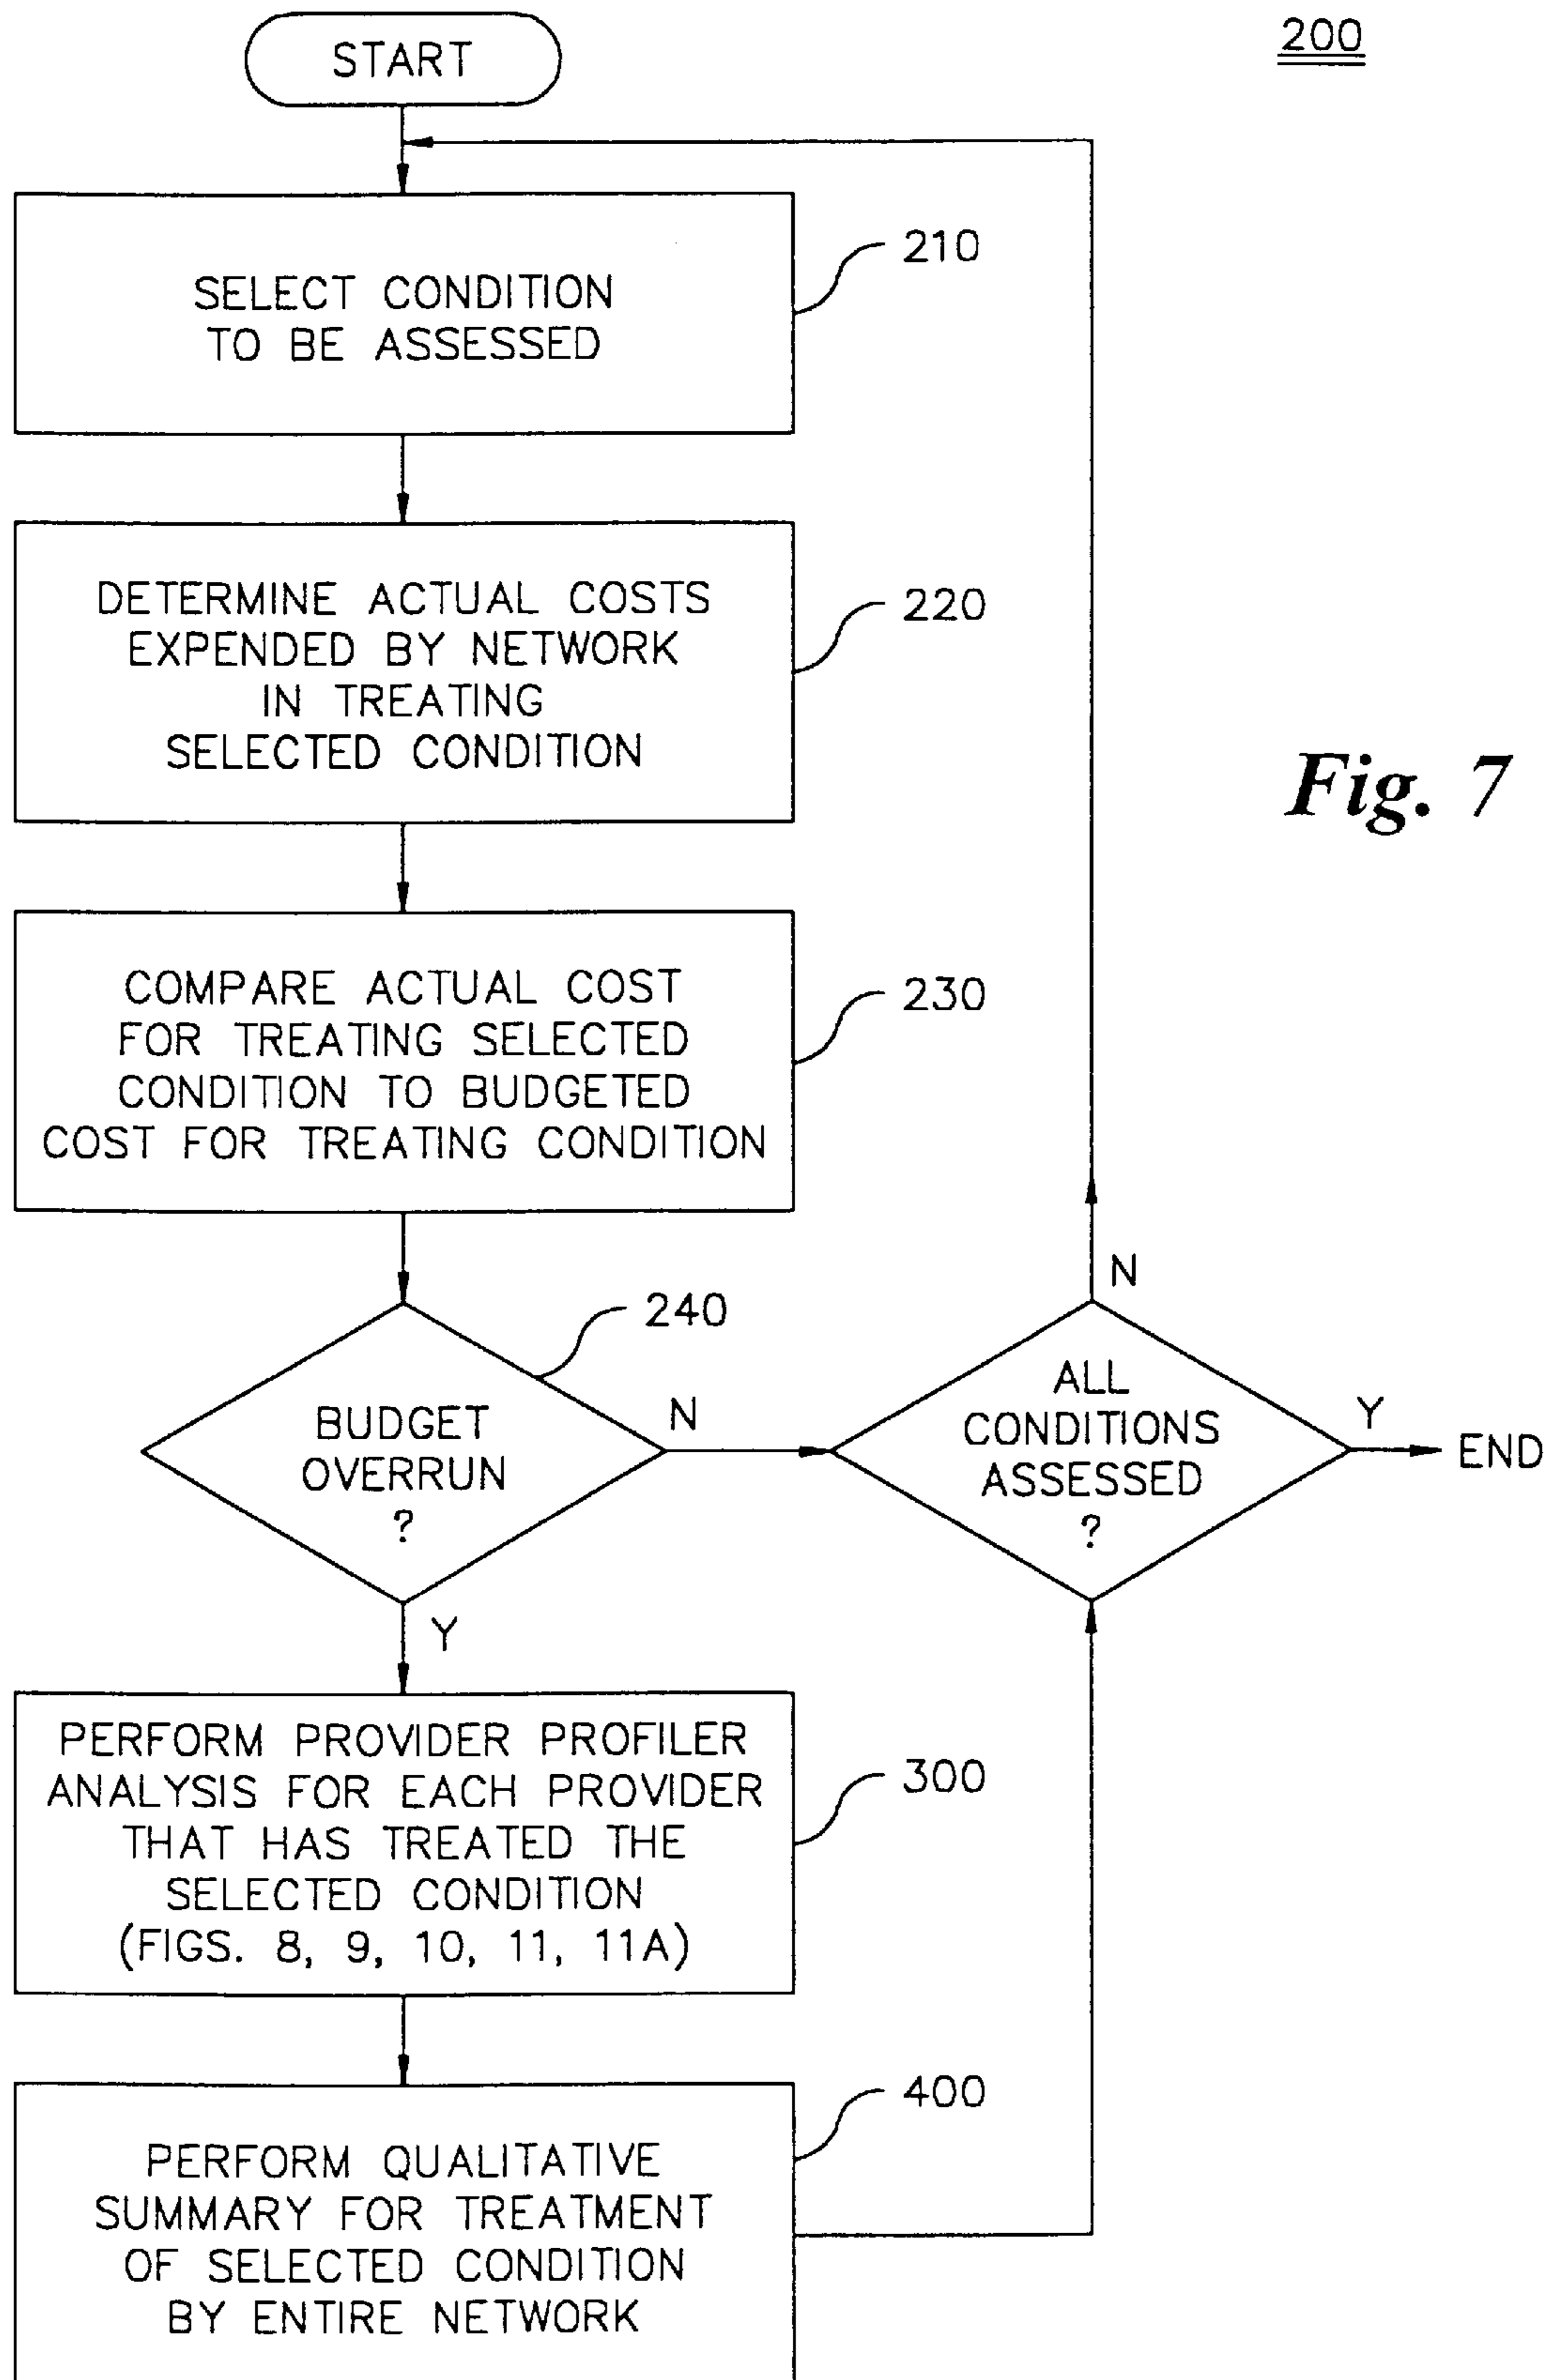 START
200
SELECT CONDITION
TO BE ASSESSED
210
DETERMINE ACTUAL COSTS
EXPENDED BY NETWORK
IN TREATING
SELECTED CONDITION
220
Fig. 7
COMPARE ACTUAL COST
FOR TREATING SELECTED
CONDITION TO BUDGETED
COST FOR TREATING CONDITION
230
BUDGET
OVERRUN
?
240
N
Y
ALL
CONDITIONS
ASSESSED
?
N
Y
END
PERFORM PROVIDER PROFILER
ANALYSIS FOR EACH PROVIDER
THAT HAS TREATED THE
SELECTED CONDITION
(FIGS. 8, 9, 10, 11, 11A)
300
PERFORM QUALITATIVE
SUMMARY FOR TREATMENT
OF SELECTED CONDITION
BY ENTIRE NETWORK
400